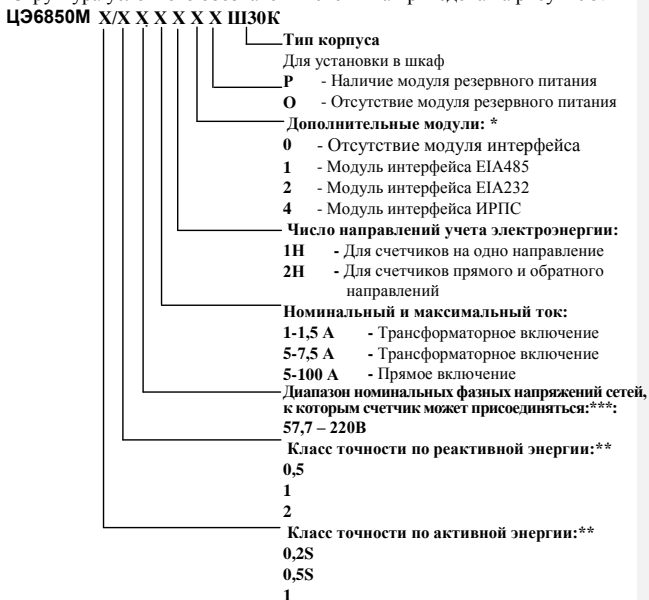 ЦЭ6850М Х/Х Х Х Х Х Х Ш30К
Тип корпуса
Для установки в шкаф
Р - Наличие модуля резервного питания
О - Отсутствие модуля резервного питания
Дополнительные модули: *
0 - Отсутствие модуля интерфейса
1 - Модуль интерфейса EIA485
2 - Модуль интерфейса EIA232
4 - Модуль интерфейса ИРПС
Число направлений учета электроэнергии:
1Н - Для счетчиков на одно направление
2Н - Для счетчиков прямого и обратного
направлений
Номинальный и максимальный ток:
1-1,5 А - Трансформаторное включение
5-7,5 А - Трансформаторное включение
5-100 А - Прямое включение
Диапазон номинальных фазных напряжений сетей,
к которым счетчик может присоединяться:***:
57,7 – 220В
Класс точности по реактивной энергии:**
0,5
1
2
Класс точности по активной энергии:**
0,2S
0,5S
1